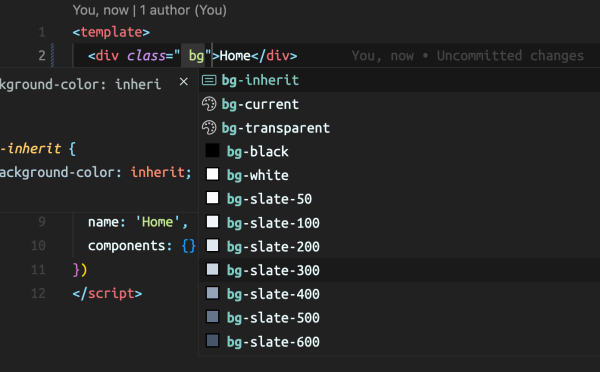 You, now | 1 author (You)
1 <template>
2 <div class=" bg">Home</div> You, now • Uncommitted changes
kground-color: inheri ×
-inherit {
ackground-color: inherit;
bg-inherit
bg-current
bg-transparent
bg-black
bg-white
bg-slate-50
bg-slate-100
bg-slate-200
bg-slate-300
bg-slate-400
bg-slate-500
bg-slate-600
9 name: 'Home',
10 components: {}
11 })
12 </script>